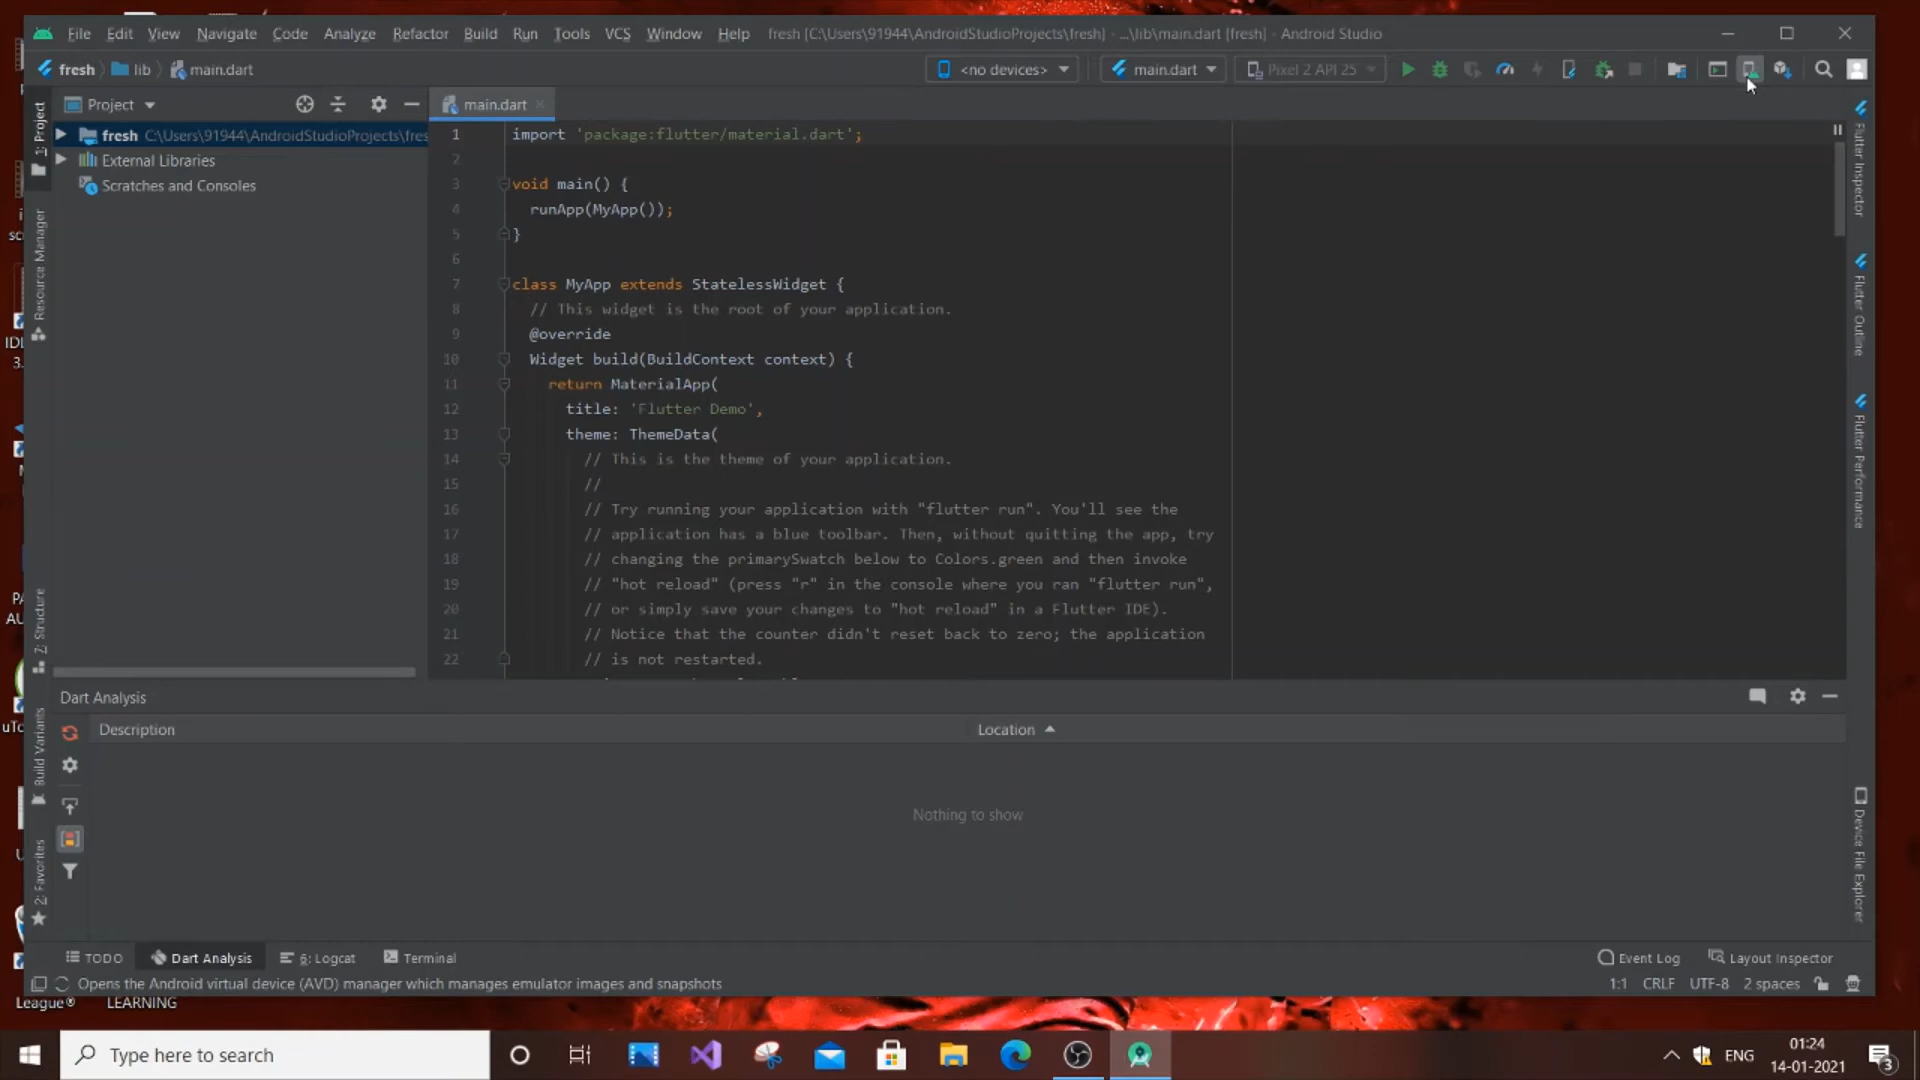 File Edit View Navigate Code Analyze Refactor Build Run Tools VCS Window Help fresh [C:\Users\91944\AndroidStudioProjects\fresh] - ...\lib\main.dart [fresh] - Android Studio
fresh lib main.dart <no devices> main.dart Pixel 2 API 25
Project main.dart
1: Project
Resource Manager
Z: Structure
Build Variants
2: Favorites
fresh C:\Users\91944\AndroidStudioProjects\fres
External Libraries
Scratches and Consoles
1 import 'package:flutter/material.dart';
2
3 void main() {
4 runApp(MyApp());
5 }
6
7 class MyApp extends StatelessWidget {
8 // This widget is the root of your application.
9 @override
10 Widget build(BuildContext context) {
11 return MaterialApp(
12 title: 'Flutter Demo',
13 theme: ThemeData(
14 // This is the theme of your application.
15 //
16 // Try running your application with "flutter run". You'll see the
17 // application has a blue toolbar. Then, without quitting the app, try
18 // changing the primarySwatch below to Colors.green and then invoke
19 // "hot reload" (press "r" in the console where you ran "flutter run",
20 // or simply save your changes to "hot reload" in a Flutter IDE).
21 // Notice that the counter didn't reset back to zero; the application
22 // is not restarted.
Flutter Inspector
Flutter Outline
Flutter Performance
Device File Explorer
Dart Analysis
Description Location
Nothing to show
TODO Dart Analysis 6: Logcat Terminal Event Log Layout Inspector
Opens the Android virtual device (AVD) manager which manages emulator images and snapshots 1:1 CRLF UTF-8 2 spaces
League® LEARNING
Type here to search ENG 01:24
14-01-2021 3